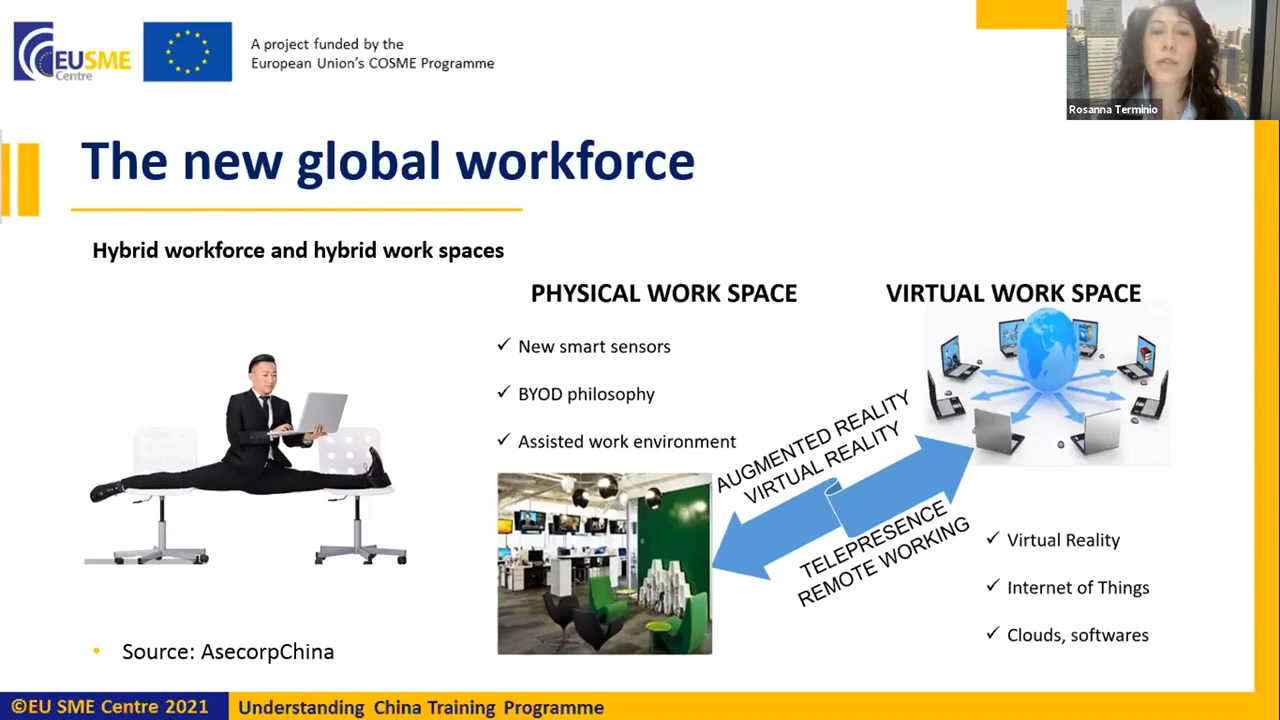 EUSME
Centre
A project funded by the
European Union's COSME Programme
Rosanna Terminio
The new global workforce
Hybrid workforce and hybrid work spaces
PHYSICAL WORK SPACE
✓ New smart sensors
✓ BYOD philosophy
✓ Assisted work environment
VIRTUAL WORK SPACE
AUGMENTED REALITY
VIRTUAL REALITY
TELEPRESENCE
REMOTE WORKING
✓ Virtual Reality
✓ Internet of Things
✓ Clouds, softwares
• Source: AsecorpChina
©EU SME Centre 2021
Understanding China Training Programme